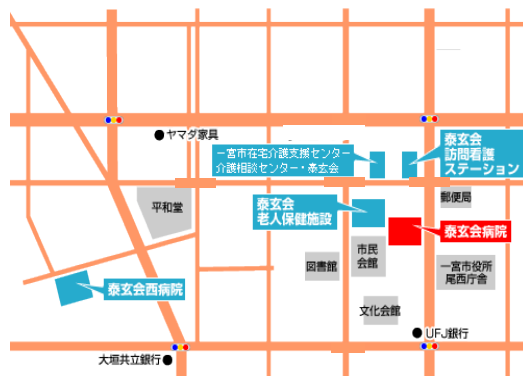 ヤマダ家具
一宮市在宅介護支援センター
介護相談センター・泰玄会
泰玄会
訪問看護
ステーション
平和堂
泰玄会
老人保健施設
郵便局
泰玄会病院
市民
会館
図書館
一宮市役所
尾西庁舎
泰玄会西病院
文化会館
UFJ銀行
大垣共立銀行